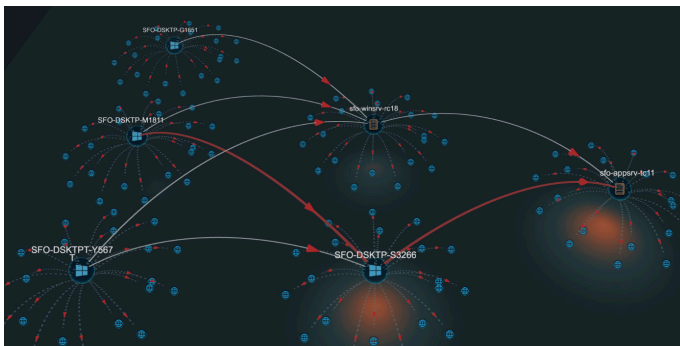 SFO-DSKTP-G1651
SFO-DSKTP-M1811
sfo-winsrv-rc18
sfo-appsrv-tc11
SFO-DSKTPT-Y567
T
SFO-DSKTP-S3266